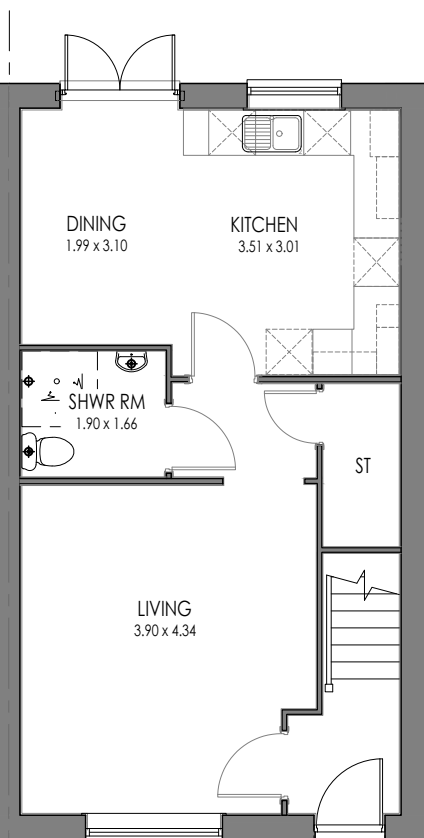 DINING
1.99 x 3.10
KITCHEN
3.51 x 3.01
SHWR RM
1.90 x 1.66
ST
LIVING
3.90 x 4.34